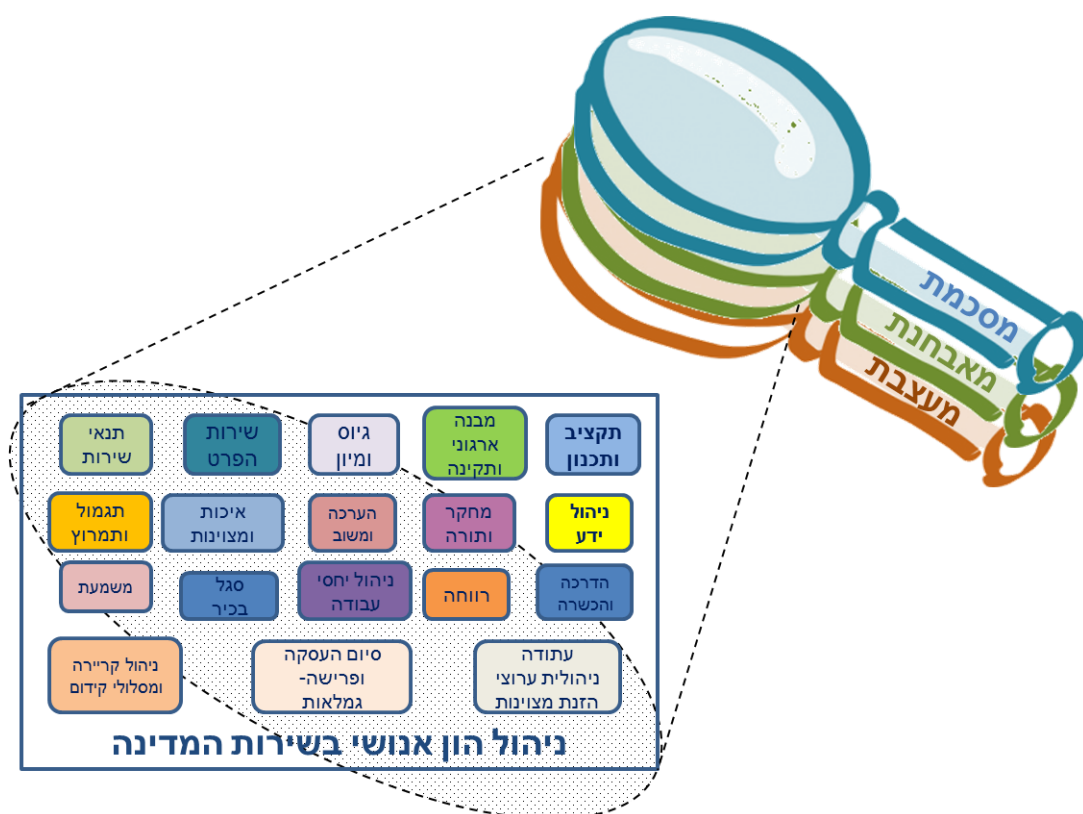 מסכמת
מאבחנת
מעצבת
תקציב
ותכנון
מבנה
ארגוני
ותקינה
גיוס
ומיון
שירות
הפרט
תנאי
שירות
ניהול
ידע
מחקר
ותורה
הערכה
ומשוב
איכות
ומצוינות
תגמול
ותמרוץ
הדרכה
והכשרה
רווחה
ניהול יחסי
עבודה
סגל
בכיר
משמעת
עתודה
ניהולית ערוצי
הזנת מצוינות
סיום העסקה
ופרישה-
גמלאות
ניהול קריירה
ומסלולי קידום
ניהול הון אנושי בשירות המדינה